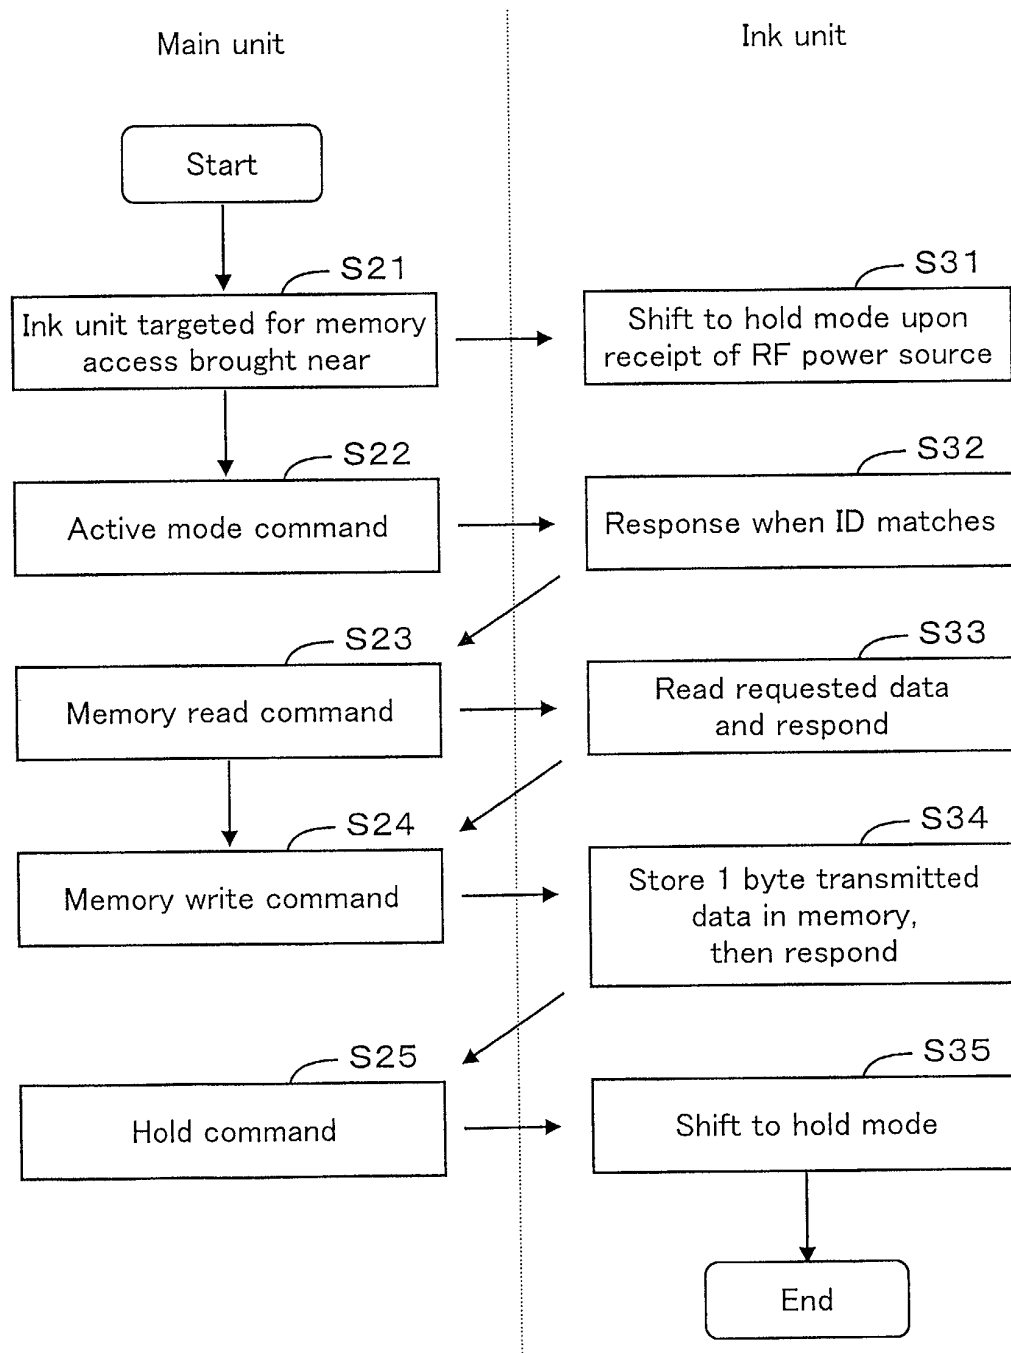 Main unit
Ink unit
Start
S21
Ink unit targeted for memory
access brought near
S31
Shift to hold mode upon
receipt of RF power source
S22
Active mode command
S32
Response when ID matches
S23
Memory read command
S33
Read requested data
and respond
S24
Memory write command
S34
Store 1 byte transmitted
data in memory,
then respond
S25
Hold command
S35
Shift to hold mode
End